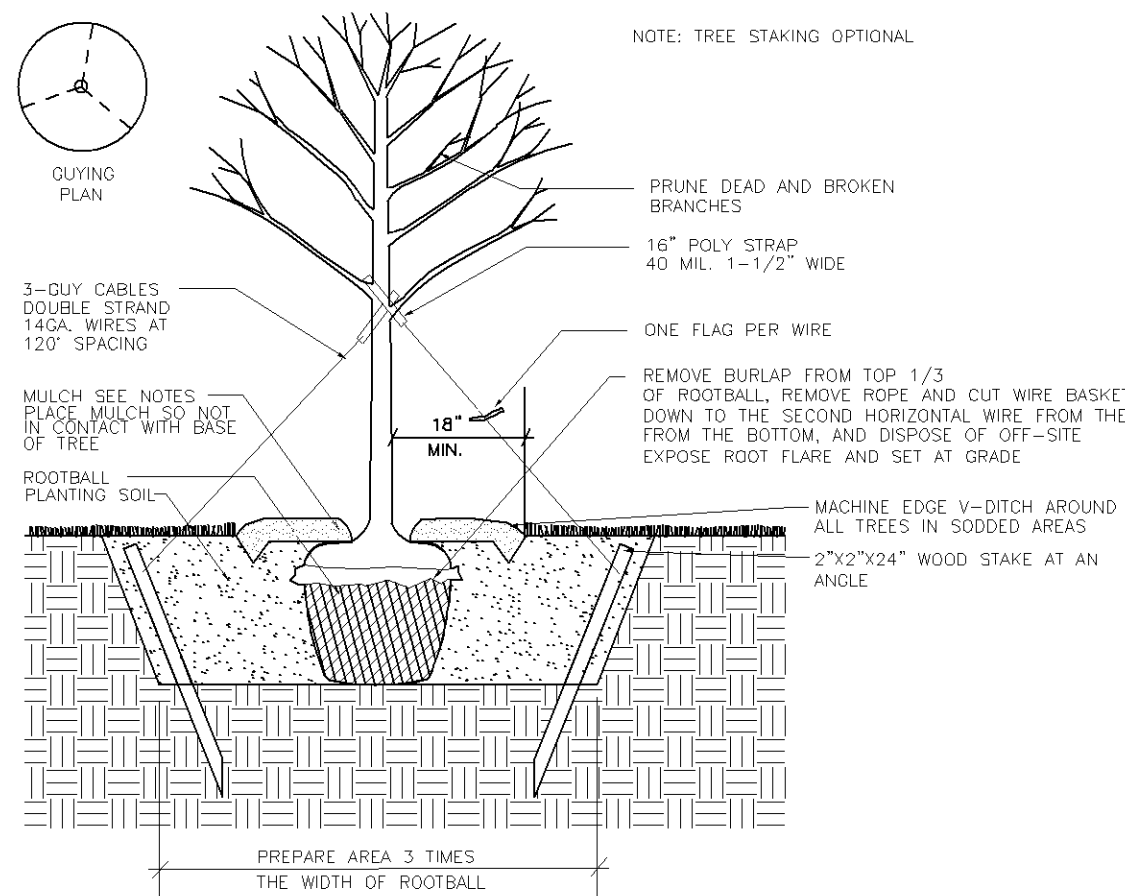 NOTE: TREE STAKING OPTIONAL
GUYING
PLAN
PRUNE DEAD AND BROKEN
BRANCHES
16" POLY STRAP
40 MIL. 1-1/2" WIDE
3-GUY CABLES
DOUBLE STRAND
14GA. WIRES AT
120° SPACING
ONE FLAG PER WIRE
REMOVE BURLAP FROM TOP 1/3
OF ROOTBALL, REMOVE ROPE AND CUT WIRE BASKET
DOWN TO THE SECOND HORIZONTAL WIRE FROM THE
FROM THE BOTTOM, AND DISPOSE OF OFF-SITE
EXPOSE ROOT FLARE AND SET AT GRADE
MULCH SEE NOTES
PLACE MULCH SO NOT
IN CONTACT WITH BASE
OF TREE
18"
MIN.
ROOTBALL
PLANTING SOIL
MACHINE EDGE V-DITCH AROUND
ALL TREES IN SODDED AREAS
2"X2"X24" WOOD STAKE AT AN
ANGLE
PREPARE AREA 3 TIMES
THE WIDTH OF ROOTBALL